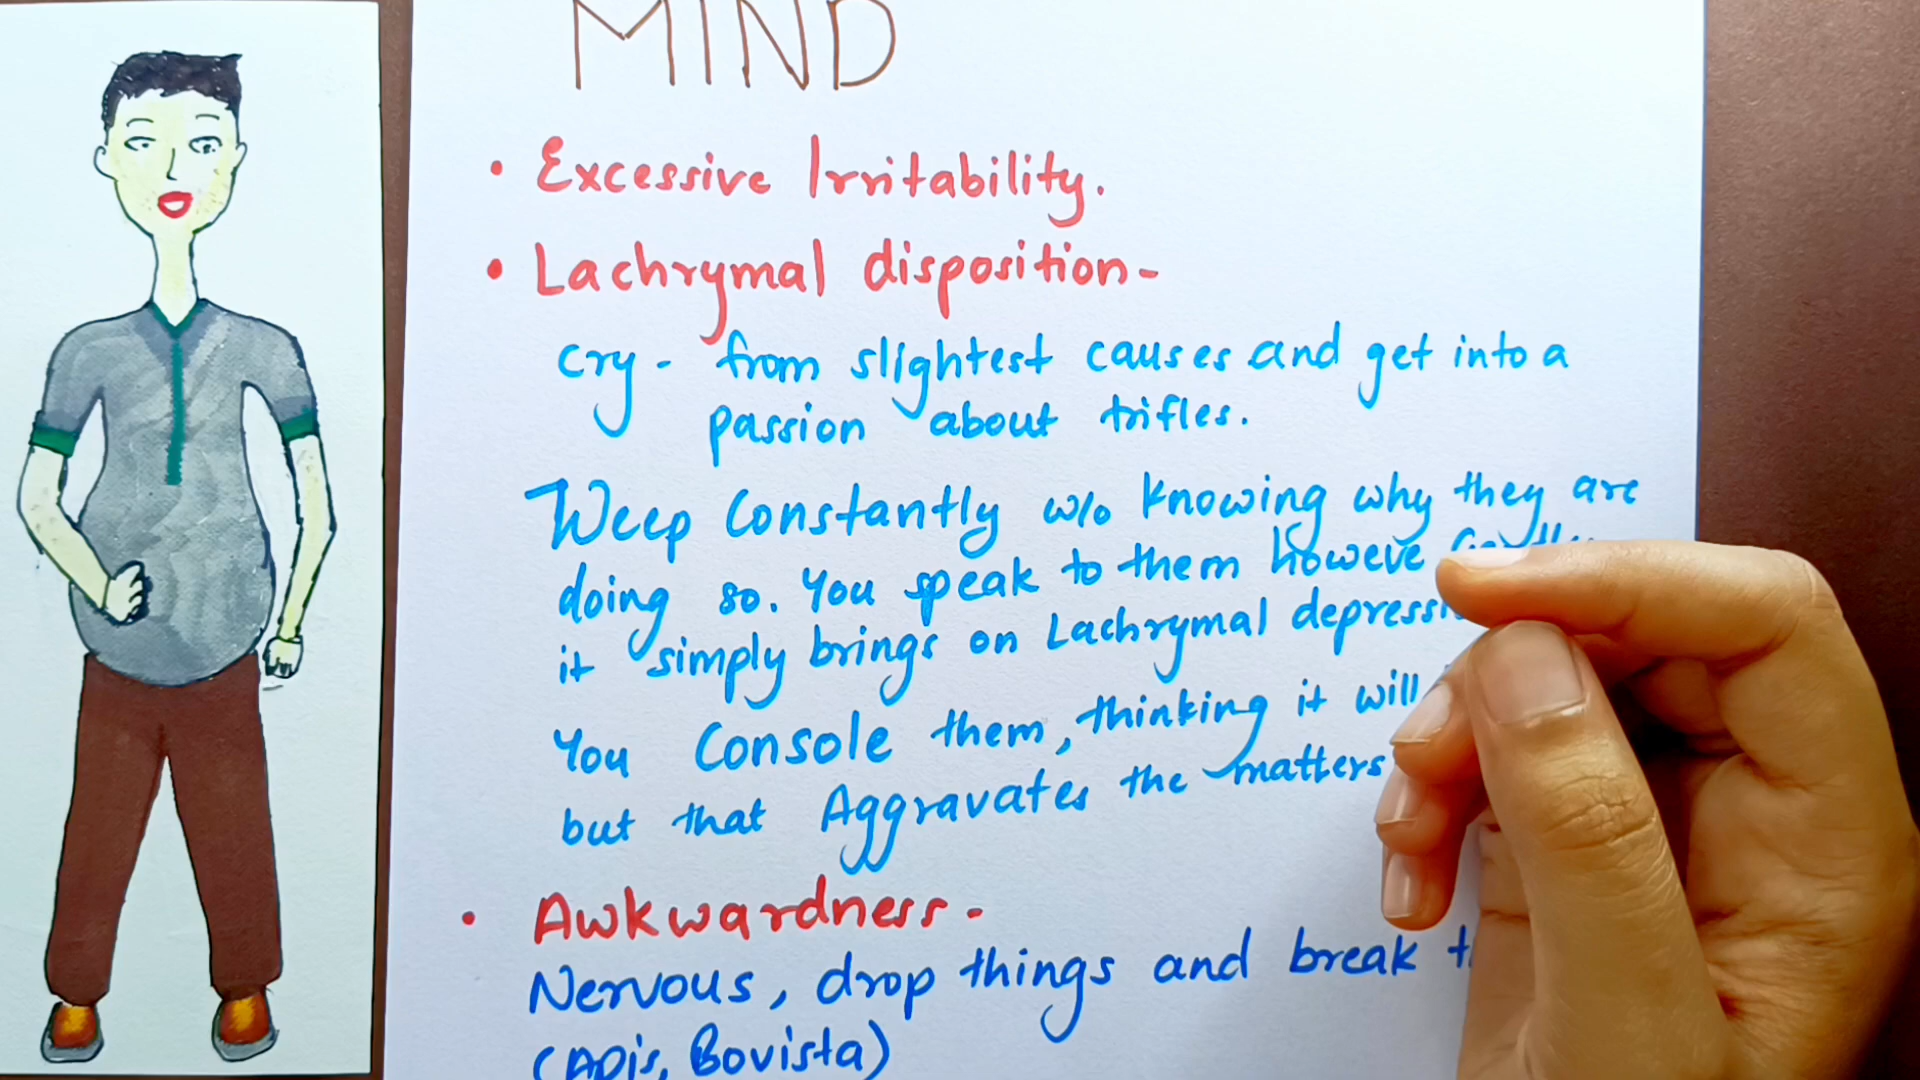 MIND
• Excessive Irritability.
• Lachrymal disposition-
cry - from slightest causes and get into a
passion about trifles.
Weep Constantly w/o knowing why they are
doing so. You speak to them howeve
it simply brings on Lachrymal
You Console them, thinking it will
but that Aggravates the matters
• Awkwardness -
Nervous, drop things and break
(Apis, Bovista)